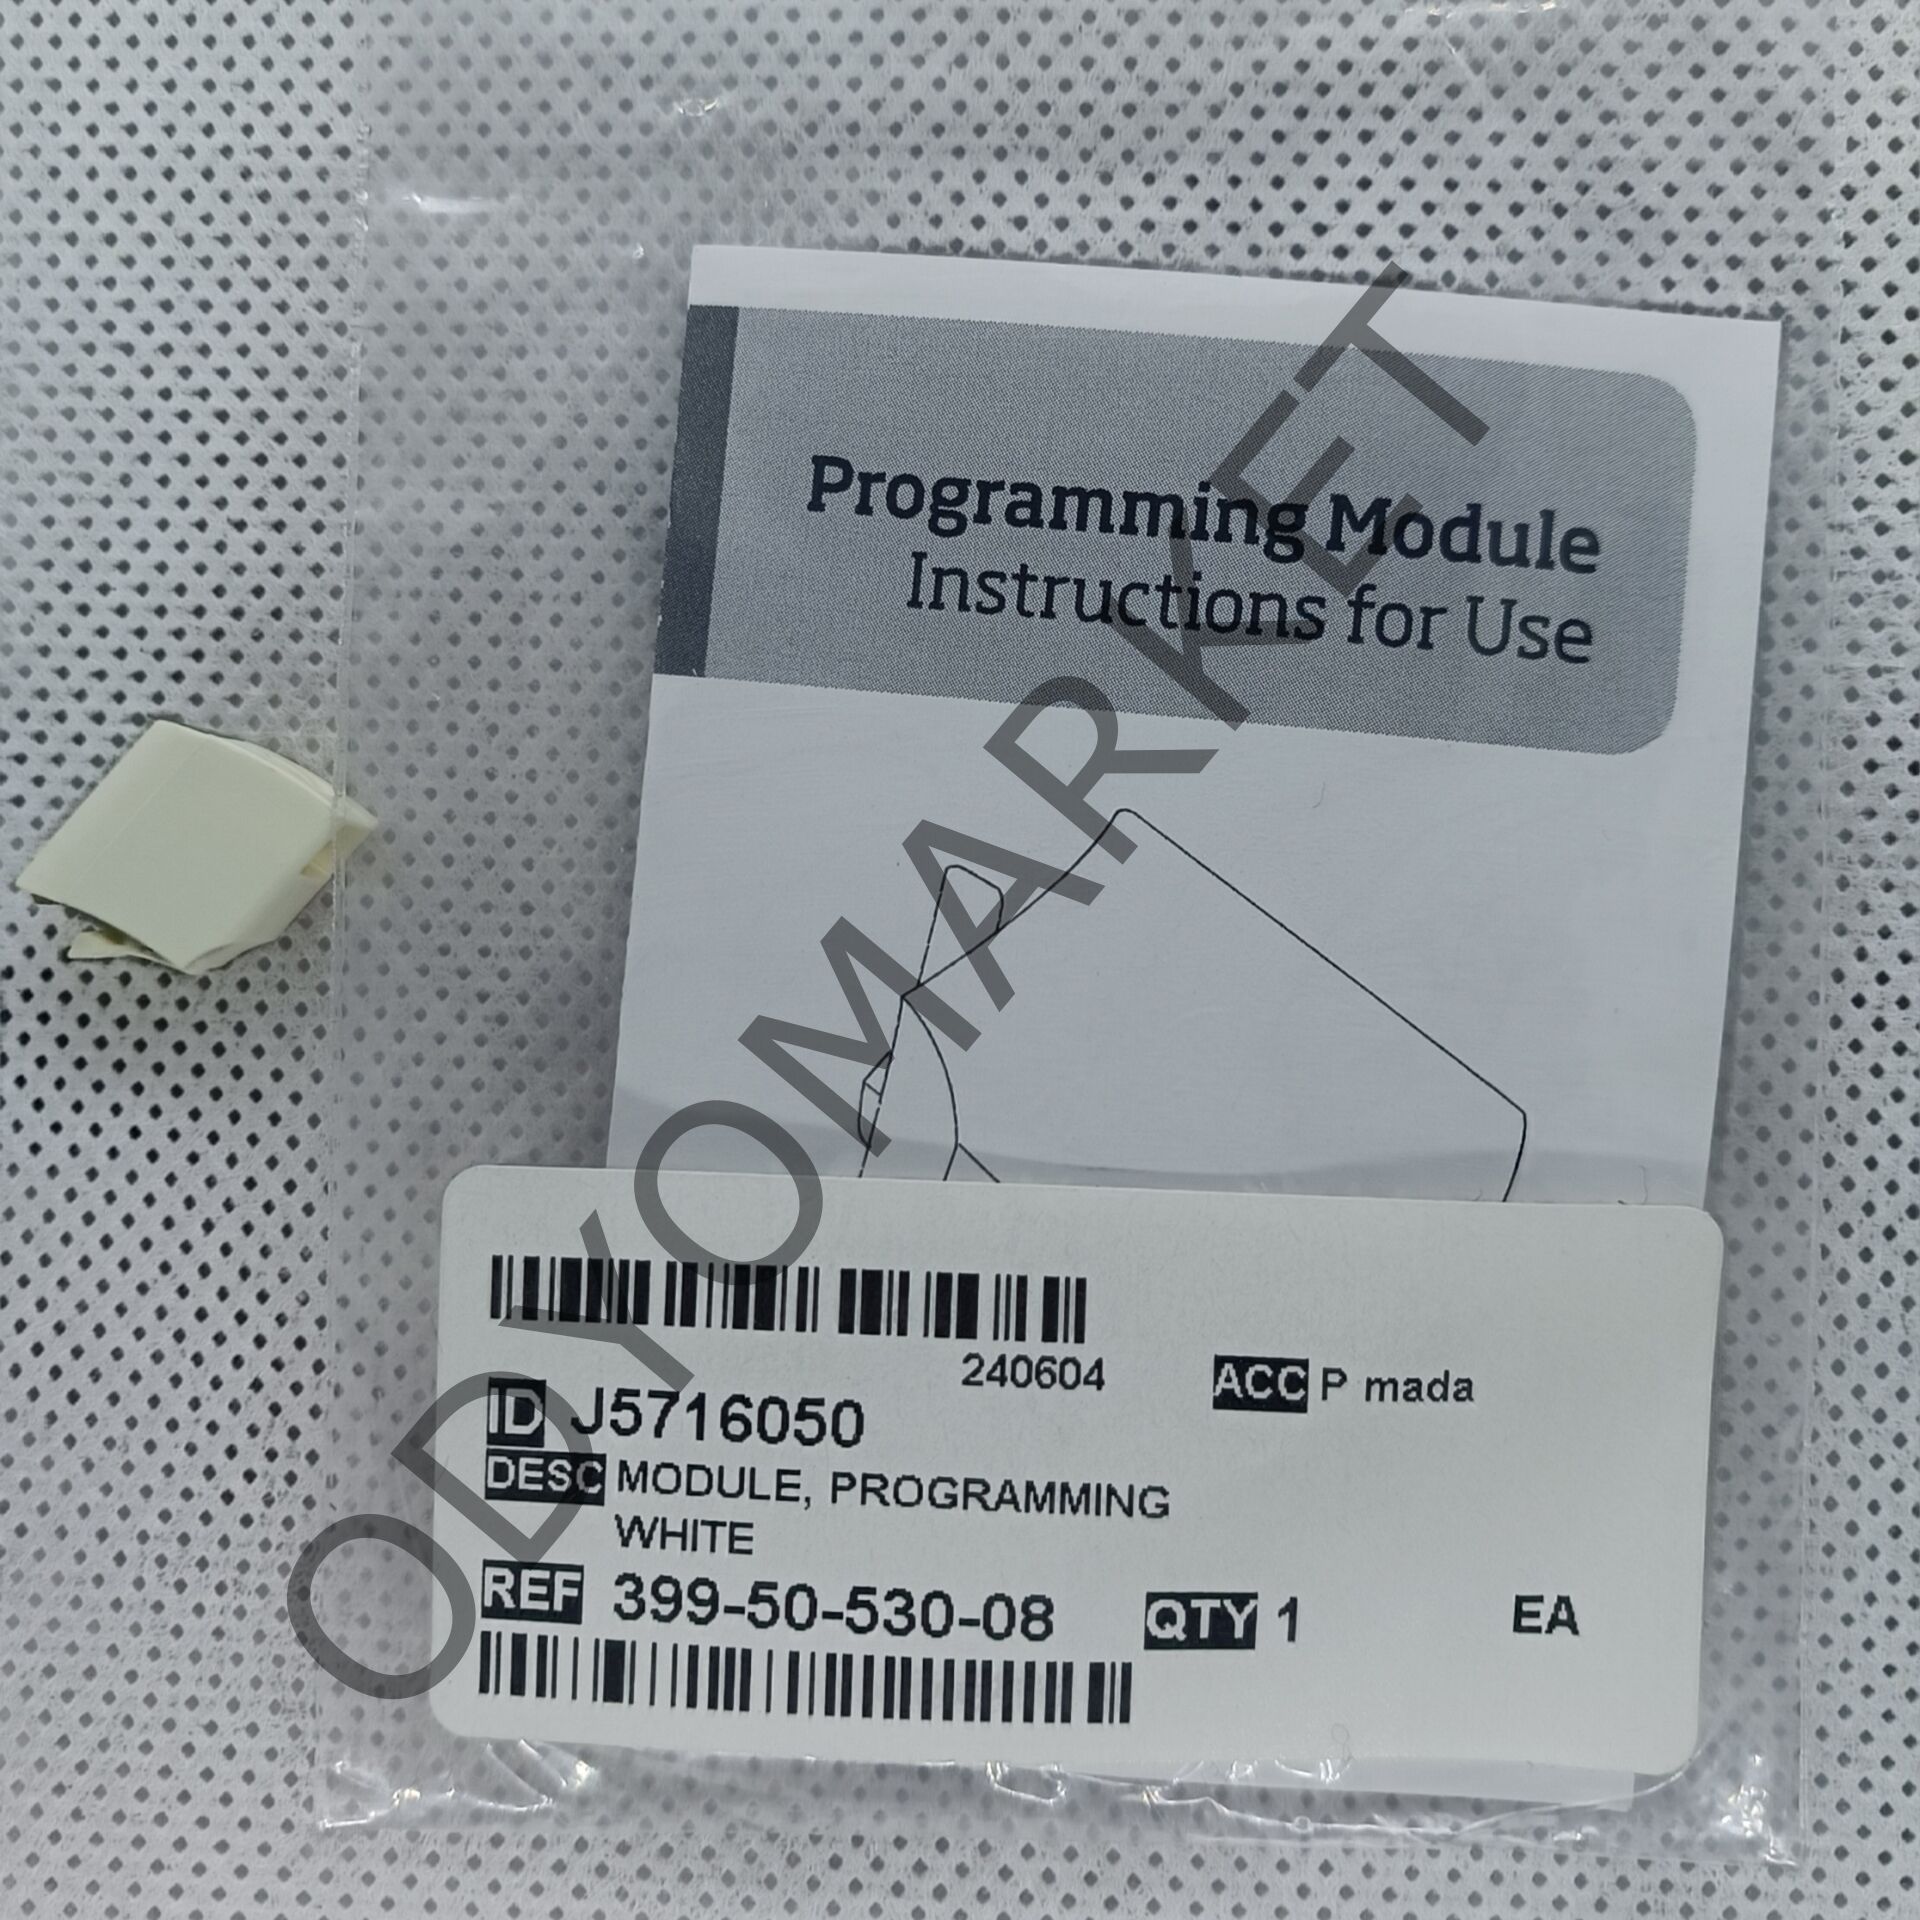 Programming Module
Instructions for Use
ODYOMARKET
240604
ACC P mada
ID J5716050
DESC MODULE, PROGRAMMING
WHITE
REF 399-50-530-08 QTY 1 EA